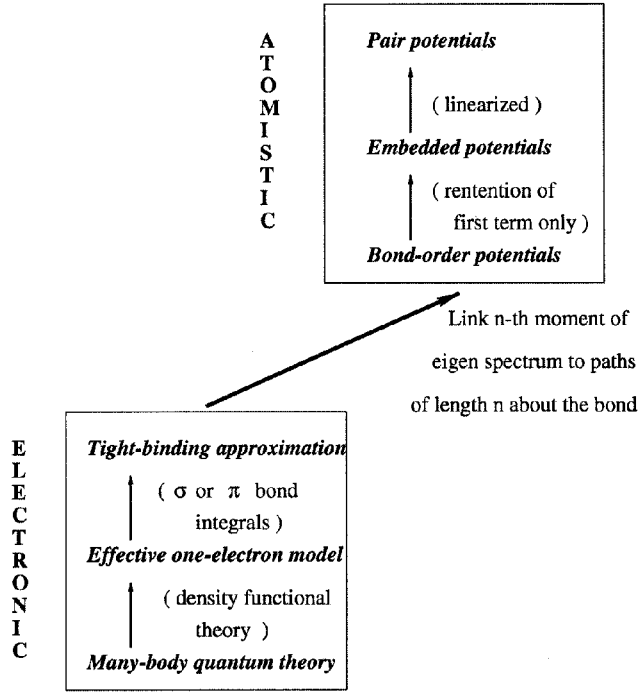 ATOMISTIC
Pair potentials
( linearized )
Embedded potentials
( rentention of
first term only )
Bond-order potentials
Link n-th moment of
eigen spectrum to paths
of length n about the bond
ELECTRONIC
Tight-binding approximation
( σ or π bond
integrals )
Effective one-electron model
( density functional
theory )
Many-body quantum theory